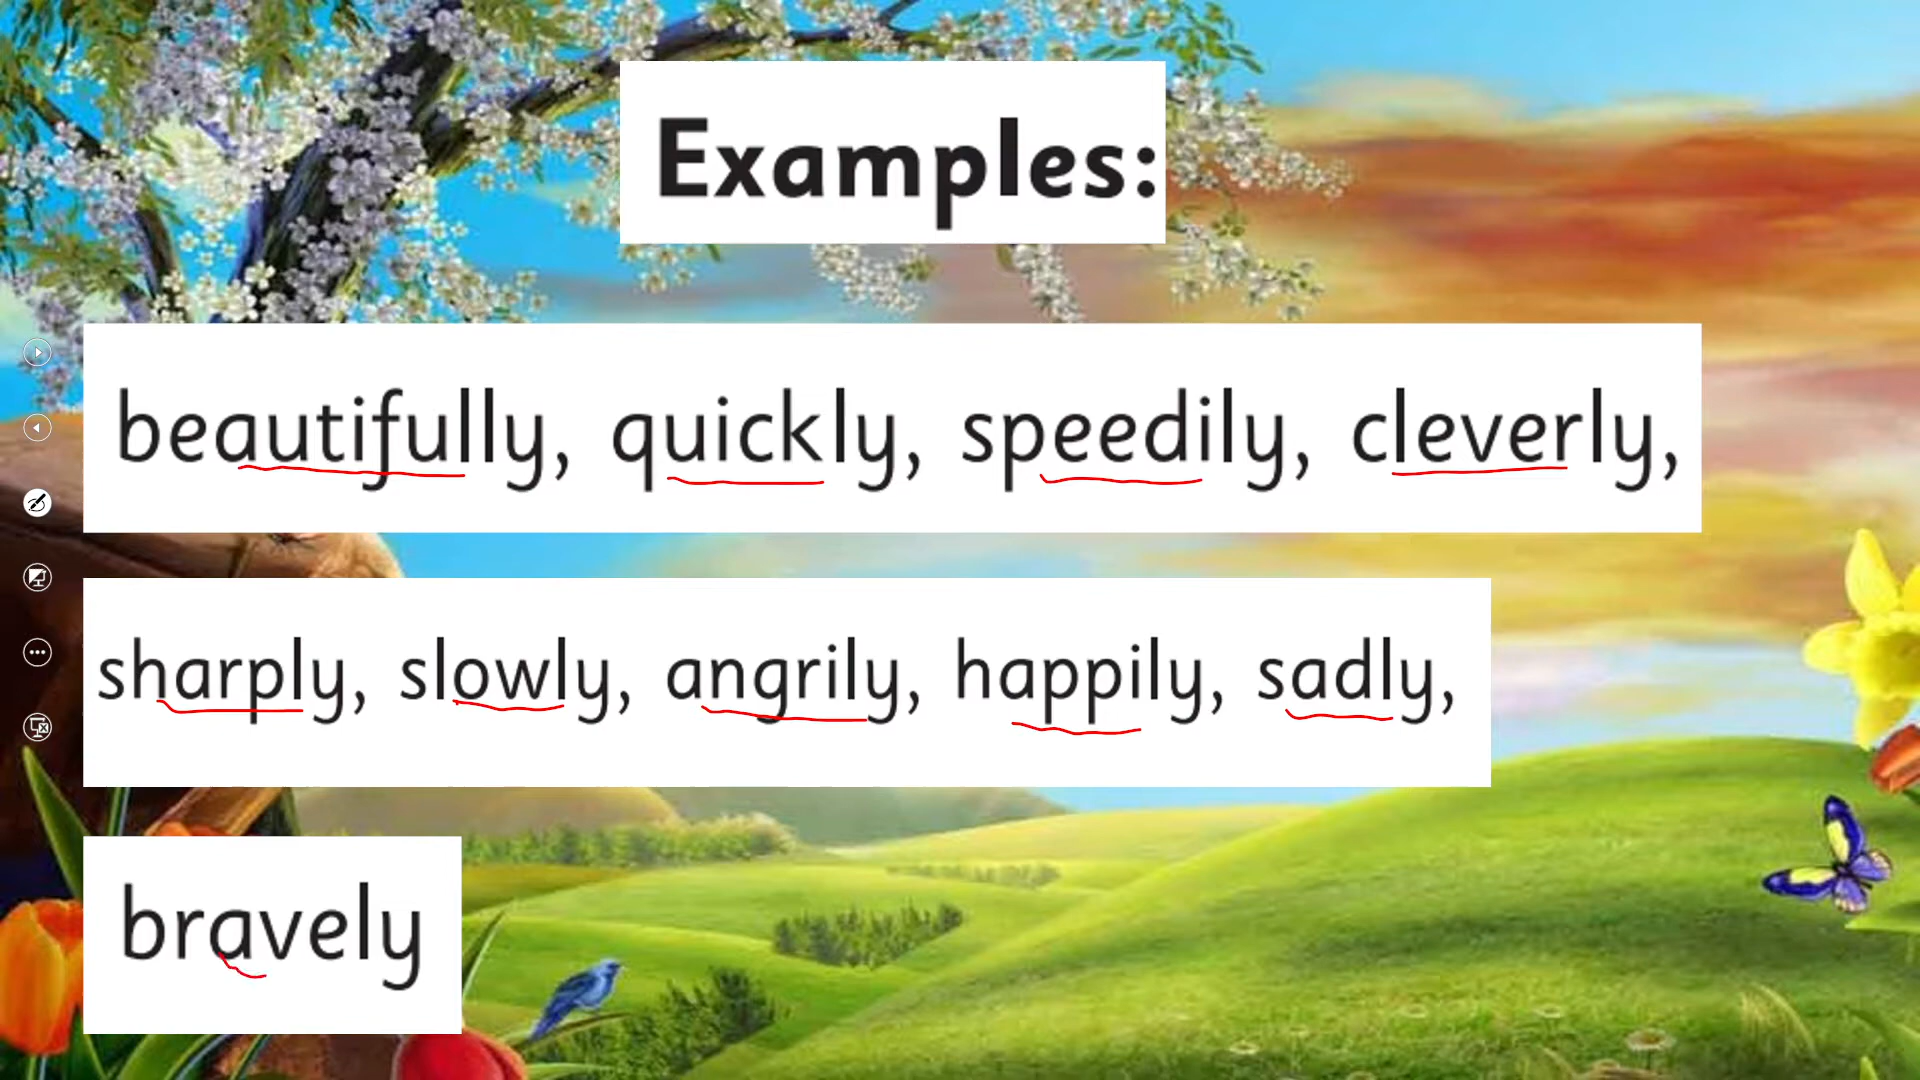 Examples:
beautifully, quickly, speedily, cleverly,
sharply, slowly, angrily, happily, sadly,
bravely